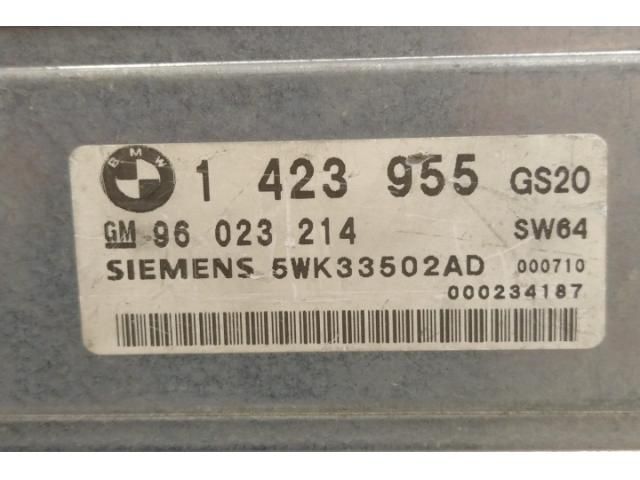 BMW 1 423 955 GS20
GM 96 023 214 SW64
SIEMENS 5WK33502AD 000710
000234187